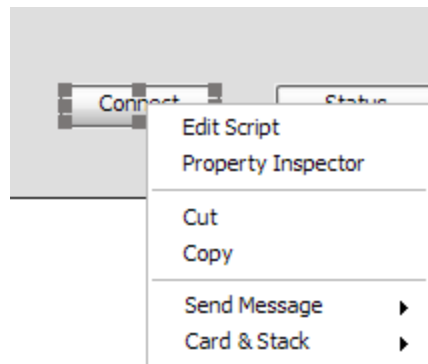 Connect
Status
Edit Script
Property Inspector
Cut
Copy
Send Message
Card & Stack